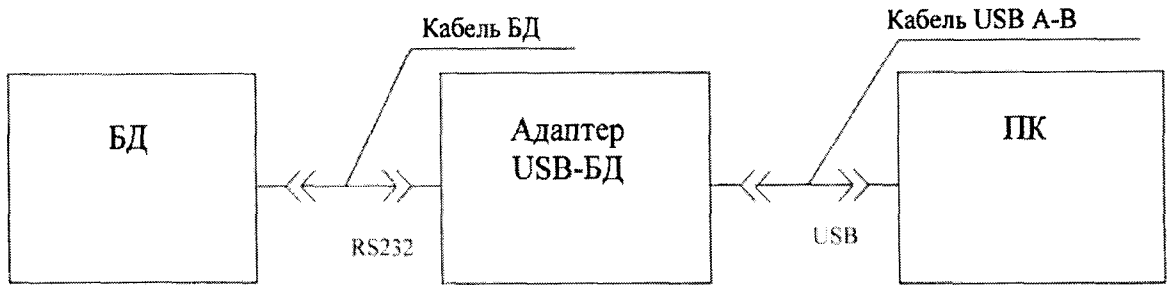 Кабель БД
Кабель USB A-B
БД
Адаптер
USB-БД
ПК
RS232
USB